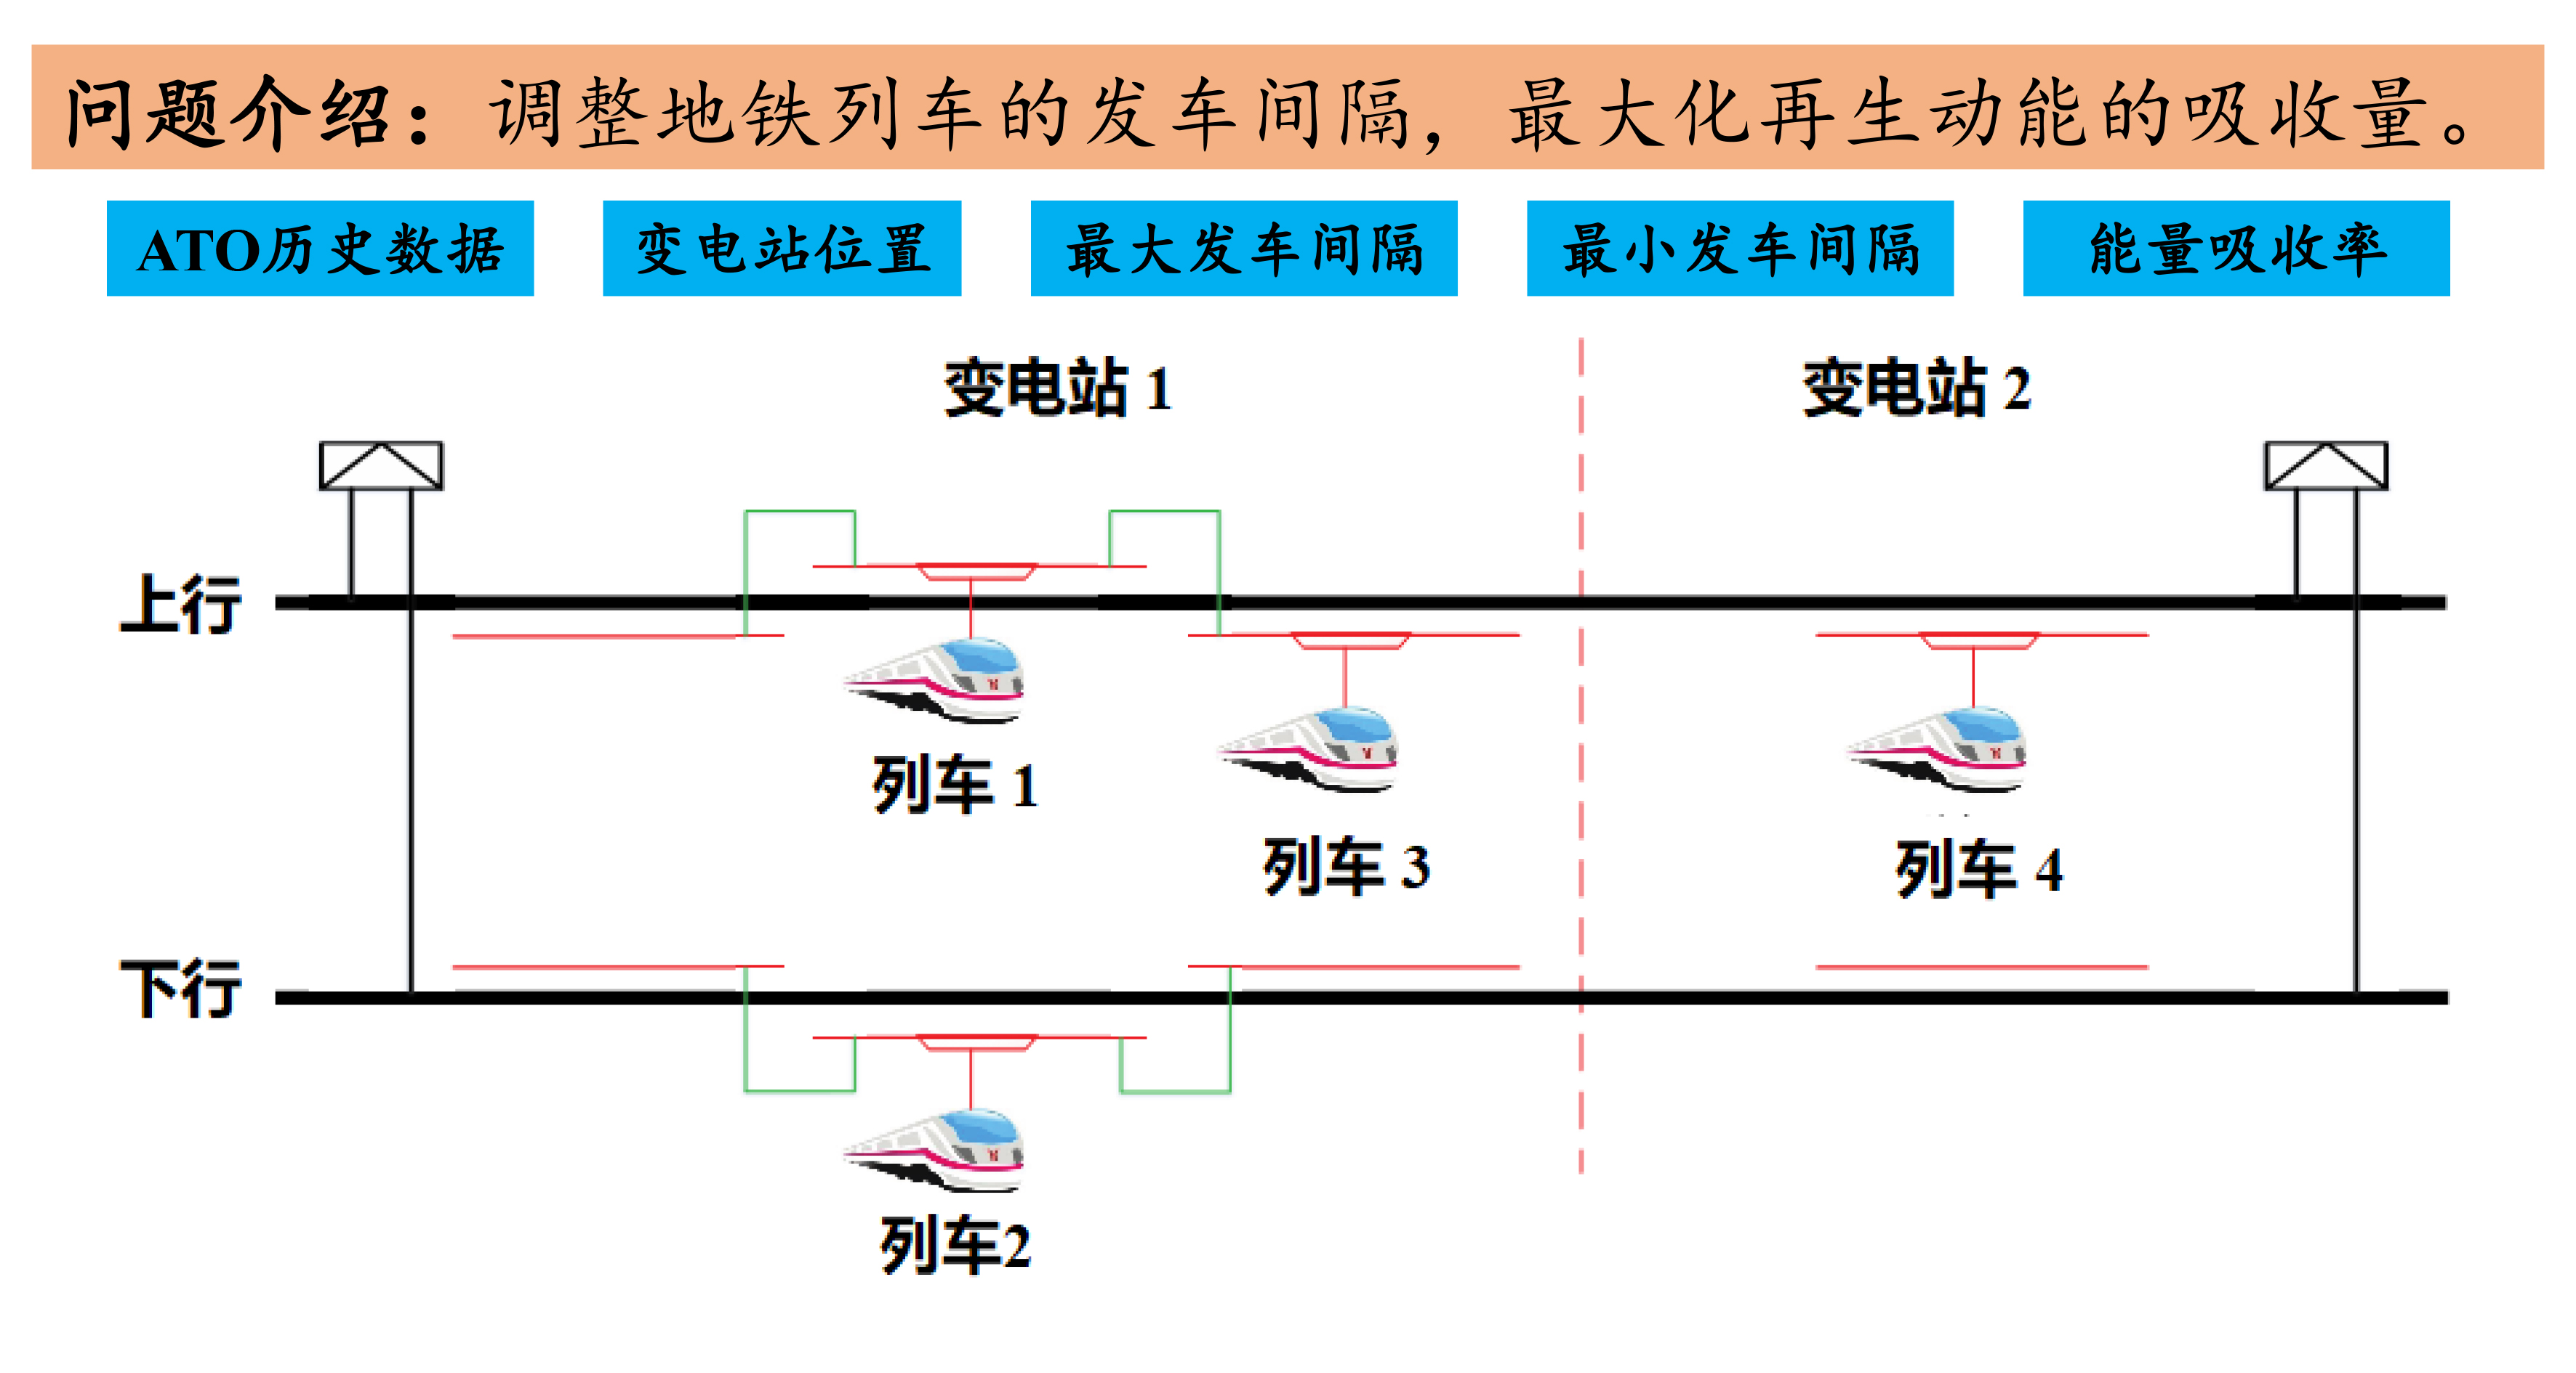 问题介绍：调整地铁列车的发车间隔，最大化再生动能的吸收量。
ATO历史数据
变电站位置
最大发车间隔
最小发车间隔
能量吸收率
变电站 1
变电站 2
上行
列车 1
列车 3
列车 4
下行
列车2